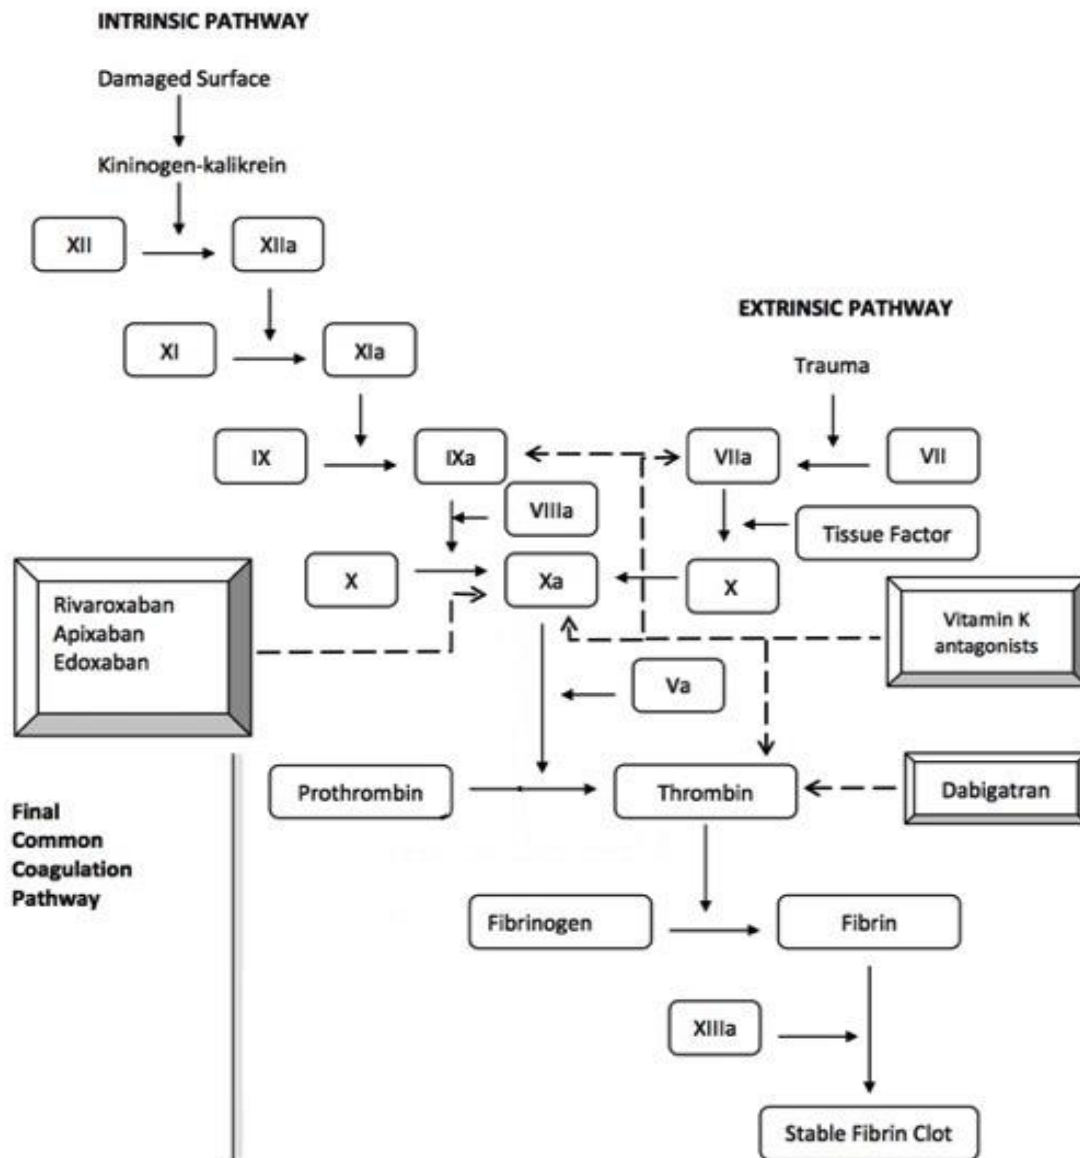 INTRINSIC PATHWAY
Damaged Surface
Kininogen-kalikrein
XII
XIIa
EXTRINSIC PATHWAY
XI
XIa
Trauma
IX
IXa
VIIa
VII
VIIIa
Tissue Factor
X
Xa
X
Rivaroxaban
Apixaban
Edoxaban
Vitamin K
antagonists
Va
Prothrombin
Thrombin
Dabigatran
Final
Common
Coagulation
Pathway
Fibrinogen
Fibrin
XIIIa
Stable Fibrin Clot